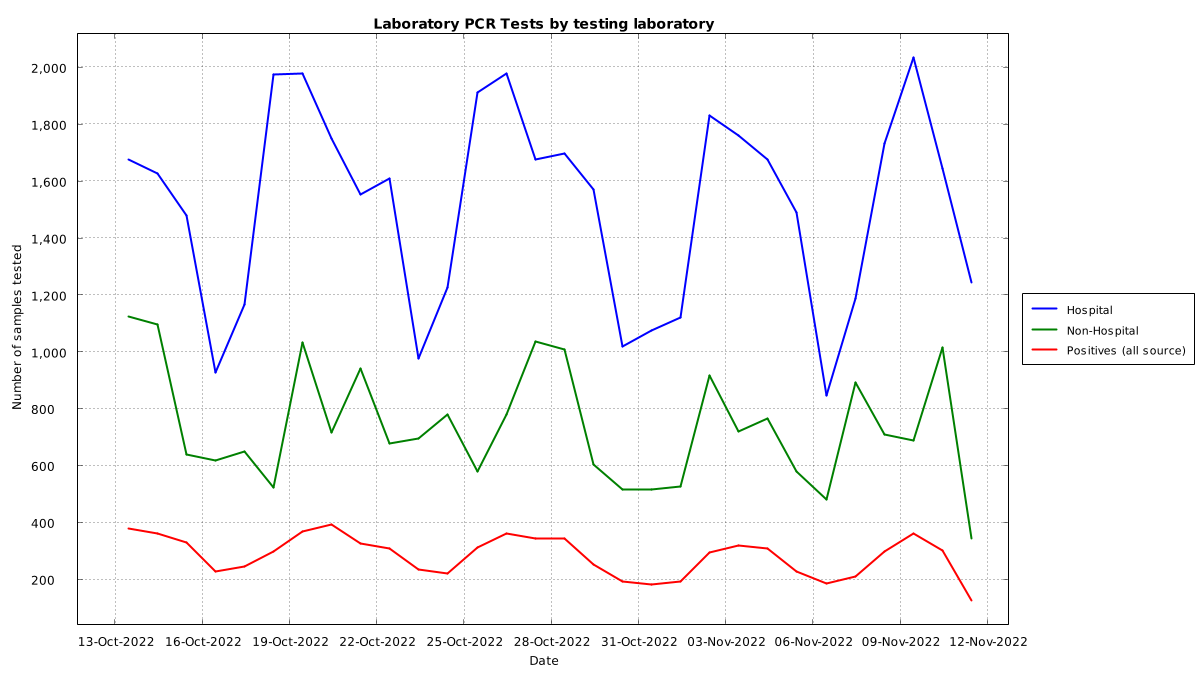 Laboratory PCR Tests by testing laboratory
2,000
1,800
1,600
1,400
1,200
1,000
800
600
400
200
Number of samples tested
13-Oct-2022 16-Oct-2022 19-Oct-2022 22-Oct-2022 25-Oct-2022 28-Oct-2022 31-Oct-2022 03-Nov-2022 06-Nov-2022 09-Nov-2022 12-Nov-2022
Date
Hospital
Non-Hospital
Positives (all source)